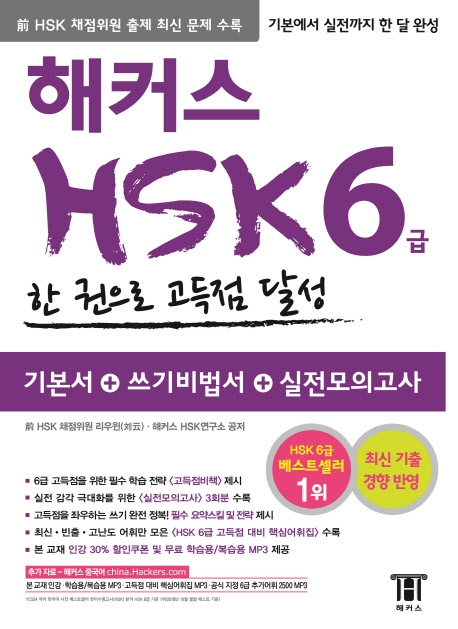 前 HSK 채점위원 출제 최신 문제 수록
기본에서 실전까지 한 달 완성
해커스
HSK 6급
한 권으로 고득점 달성
기본서 + 쓰기비법서 + 실전모의고사
前 HSK 채점위원 리우윈(刘云) · 해커스 HSK연구소 공저
HSK 6급
베스트셀러
1위
최신 기출
경향 반영
▪ 6급 고득점을 위한 필수 학습 전략 <고득점비책> 제시
▪ 실전 감각 극대화를 위한 <실전모의고사> 3회분 수록
▪ 고득점을 좌우하는 쓰기 완전 정복! 필수 요약스킬 및 전략 제시
▪ 최신 · 빈출 · 고난도 어휘만 모은 <HSK 6급 고득점 대비 핵심어휘집> 수록
▪ 본 교재 인강 30% 할인쿠폰 및 무료 학습용/복습용 MP3 제공
추가 자료 – 해커스 중국어 china.Hackers.com
본 교재 인강 · 학습용/복습용 MP3 · 고득점 대비 핵심어휘집 MP3 · 공식 지정 6급 추가어휘 2500 MP3
해커스